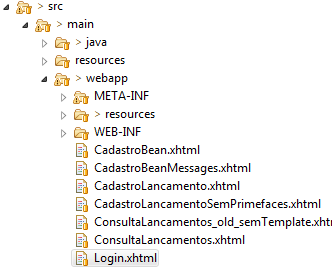 > src
> main
> java
resources
> webapp
META-INF
> resources
WEB-INF
CadastroBean.xhtml
CadastroBeanMessages.xhtml
CadastroLancamento.xhtml
CadastroLancamentoSemPrimefaces.xhtml
ConsultaLancamentos_old_semTemplate.xht
ConsultaLancamentos.xhtml
Login.xhtml